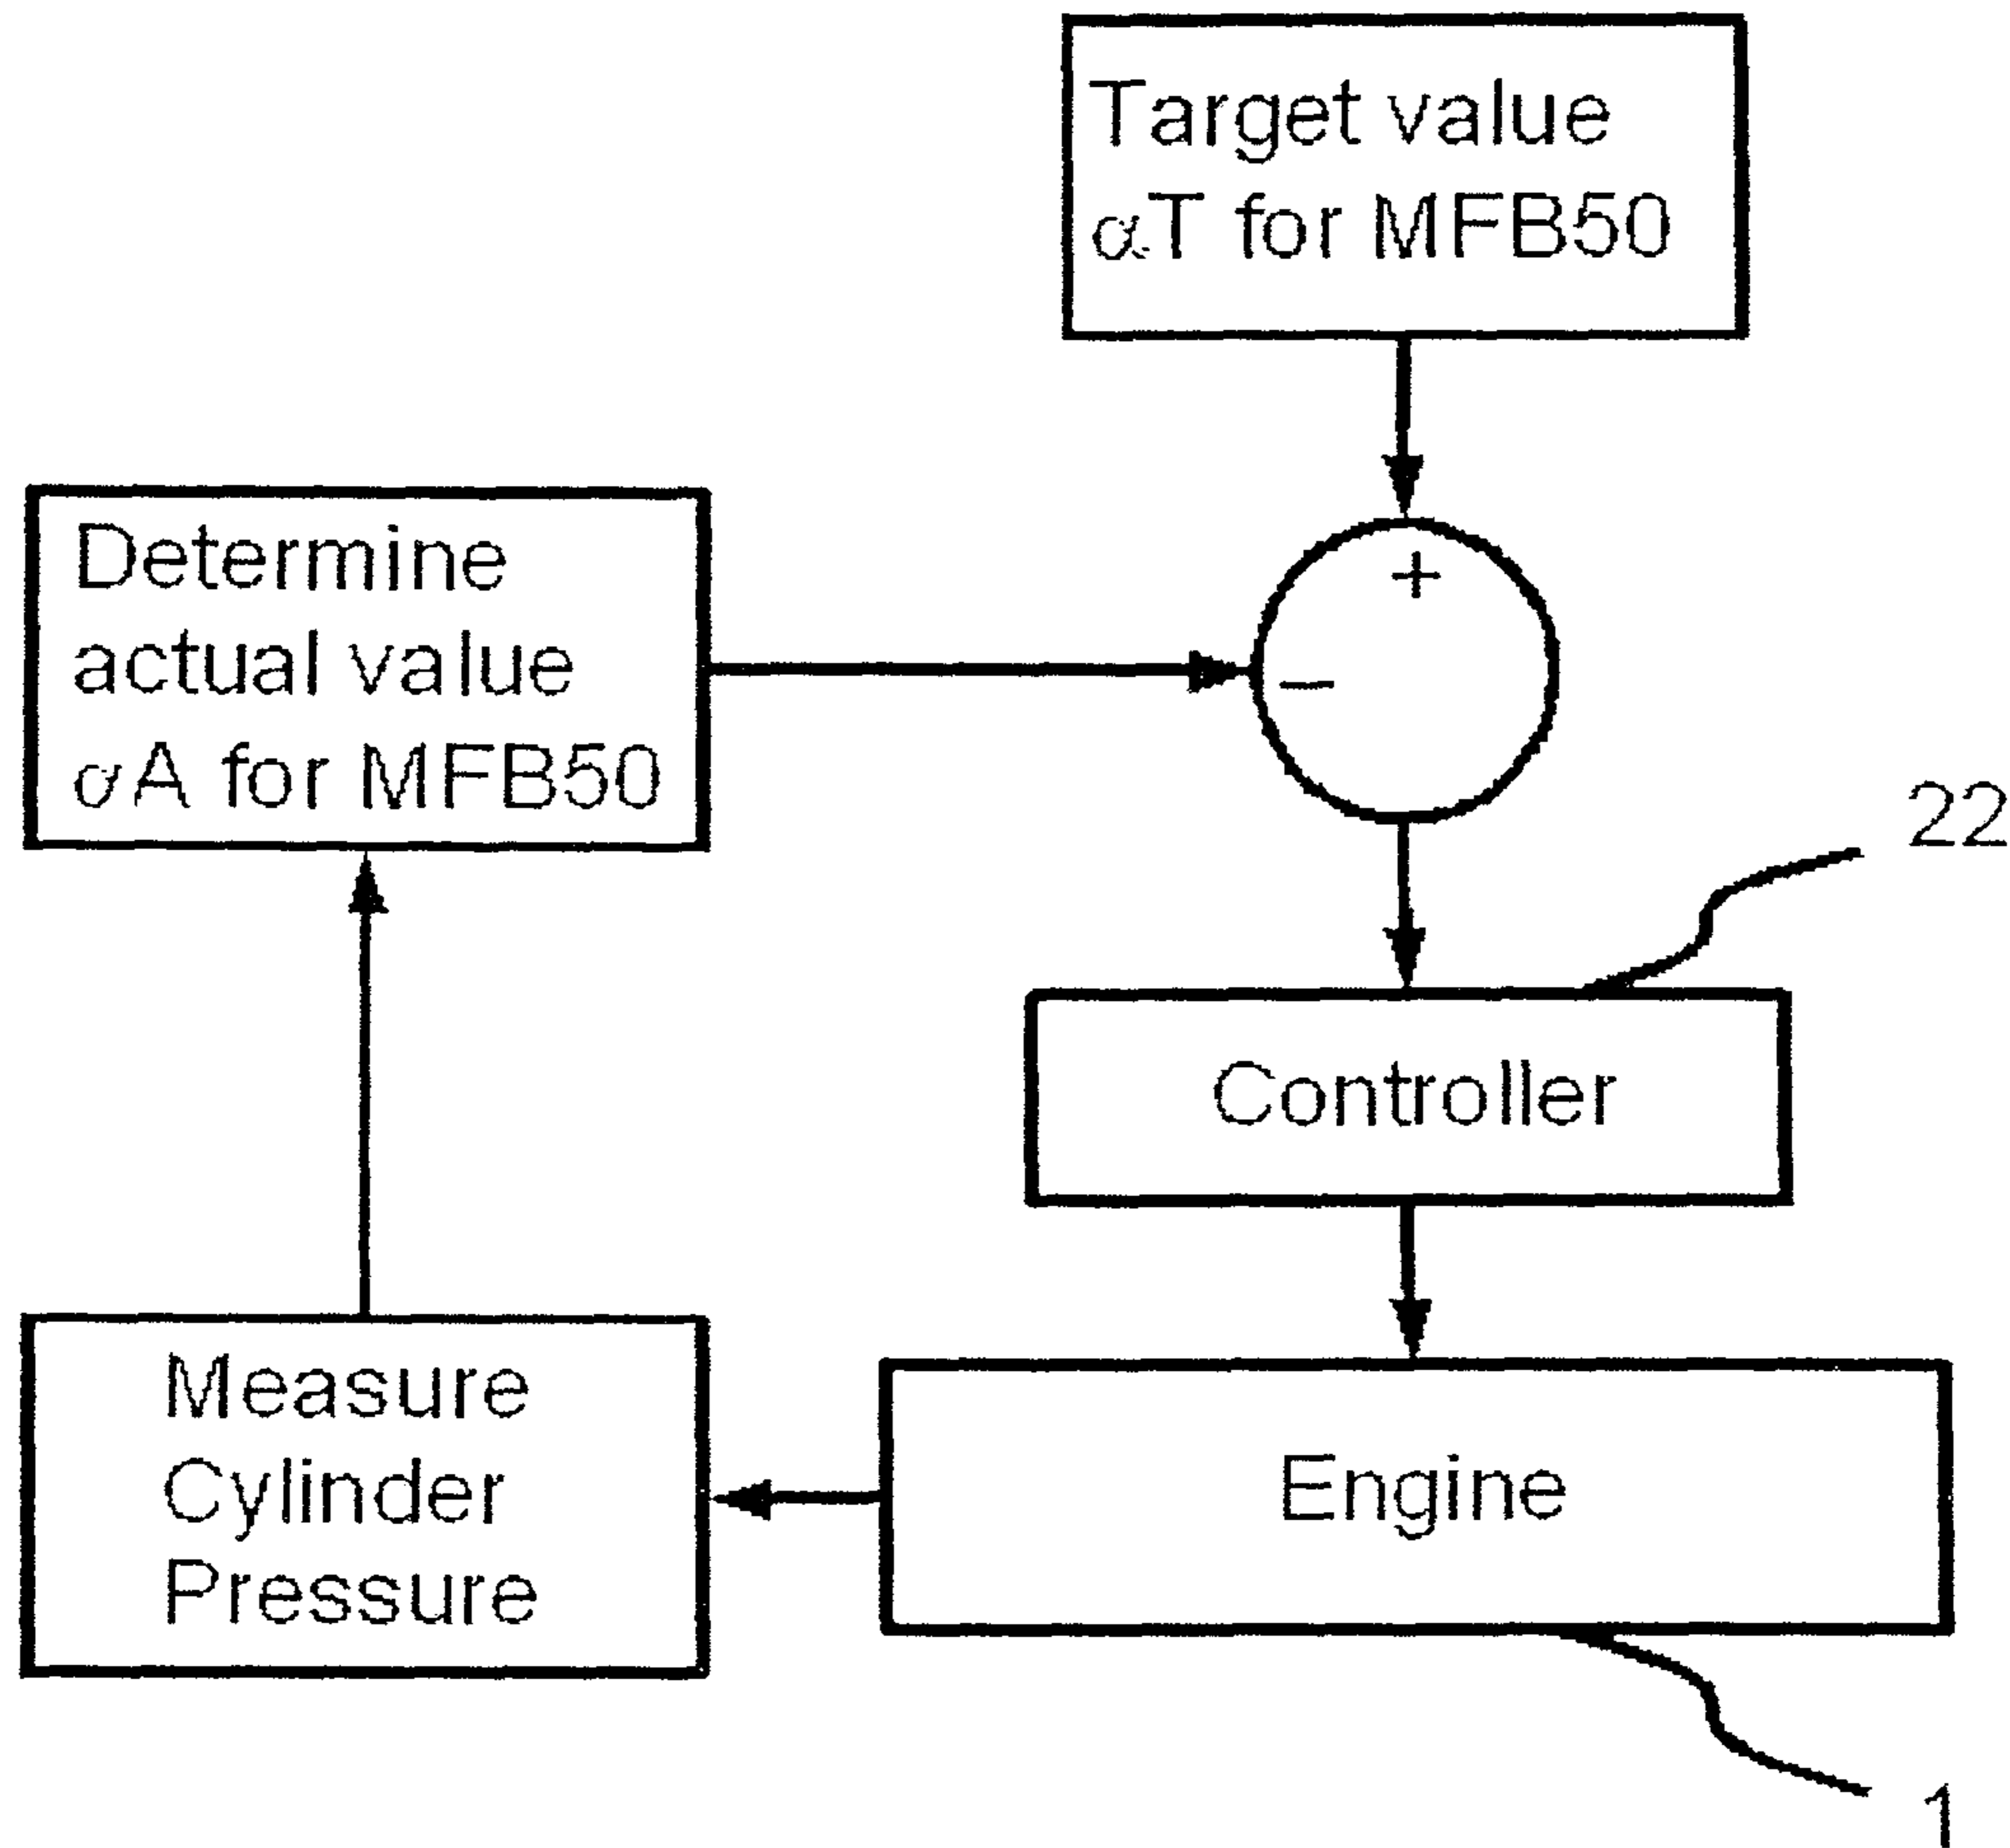 Target value
αT for MFB50
Determine
actual value
αA for MFB50
+
−
22
Controller
Measure
Cylinder
Pressure
Engine
1